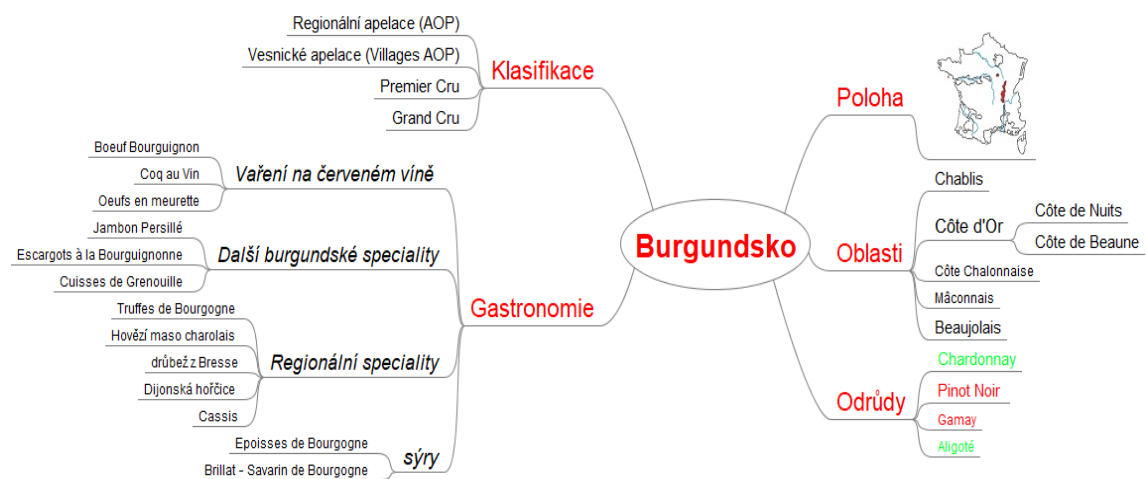 Burgundsko
Klasifikace
Regionální apelace (AOP)
Vesnické apelace (Villages AOP)
Premier Cru
Grand Cru
Gastronomie
Vaření na červeném víně
Boeuf Bourguignon
Coq au Vin
Oeufs en meurette
Další burgundské speciality
Jambon Persillé
Escargots à la Bourguignonne
Cuisses de Grenouille
Regionální speciality
Truffes de Bourgogne
Hovězí maso charolais
drůbež z Bresse
Dijonská hořčice
Cassis
sýry
Epoisses de Bourgogne
Brillat - Savarin de Bourgogne
Poloha
Oblasti
Chablis
Côte d'Or
Côte de Nuits
Côte de Beaune
Côte Chalonnaise
Mâconnais
Beaujolais
Odrůdy
Chardonnay
Pinot Noir
Gamay
Aligoté